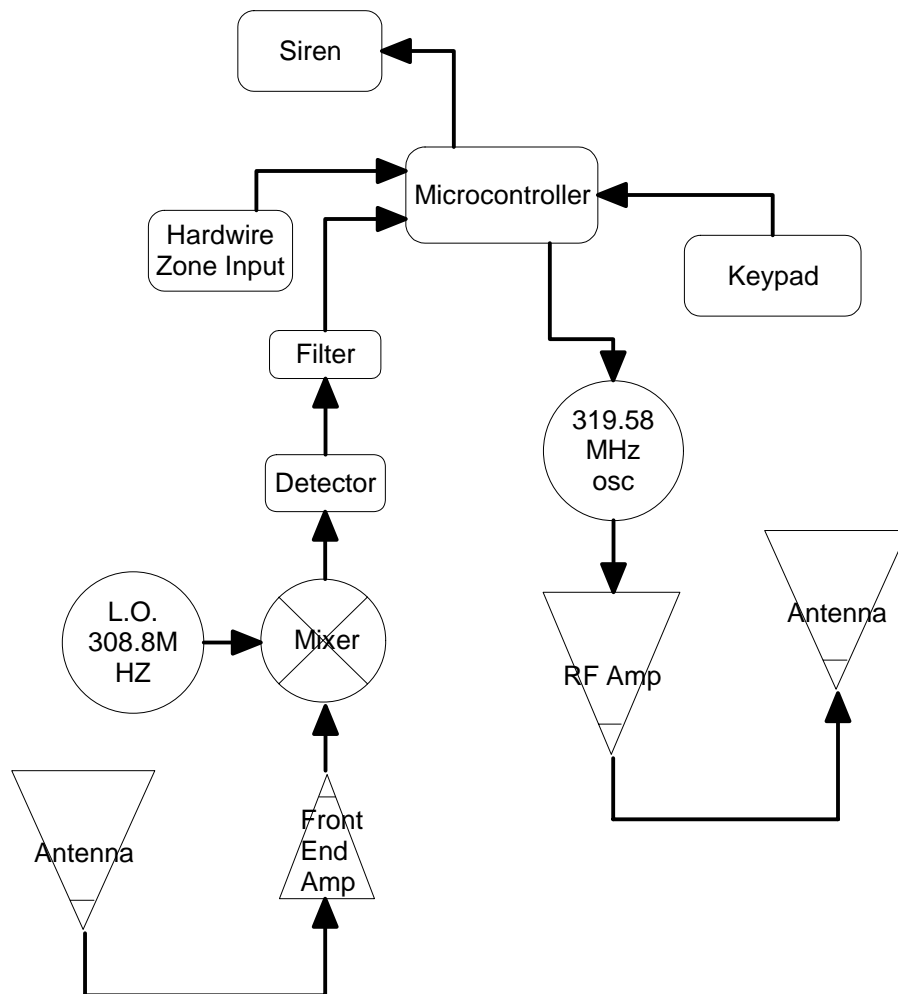 Siren
Microcontroller
Hardwire
Zone Input
Keypad
Filter
319.58
MHz
osc
Detector
L.O.
308.8M
HZ
Mixer
Antenna
RF Amp
Antenna
Front
End
Amp